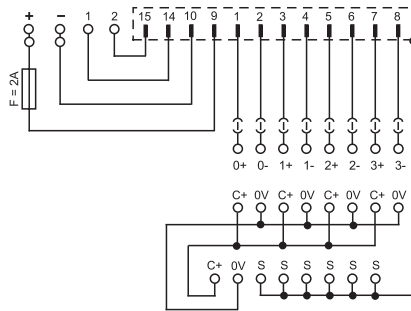 + − 1 2 15 14 10 9 1 2 3 4 5 6 7 8
F = 2A
0+ 0- 1+ 1- 2+ 2- 3+ 3-
C+ 0V C+ 0V C+ 0V C+ 0V
C+ 0V S S S S S S